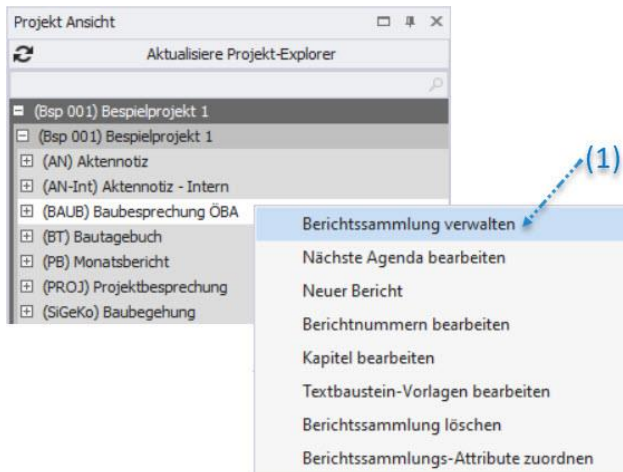 Projekt Ansicht
Aktualisiere Projekt-Explorer
(Bsp 001) Bespielprojekt 1
(Bsp 001) Bespielprojekt 1
(AN) Aktennotiz
(AN-Int) Aktennotiz - Intern
(BAUB) Baubesprechung ÖBA
(BT) Bautagebuch
(PB) Monatsbericht
(PROJ) Projektbesprechung
(SiGeKo) Baubegehung
(1)
Berichtssammlung verwalten
Nächste Agenda bearbeiten
Neuer Bericht
Berichtnummern bearbeiten
Kapitel bearbeiten
Textbaustein-Vorlagen bearbeiten
Berichtssammlung löschen
Berichtssammlungs-Attribute zuordnen